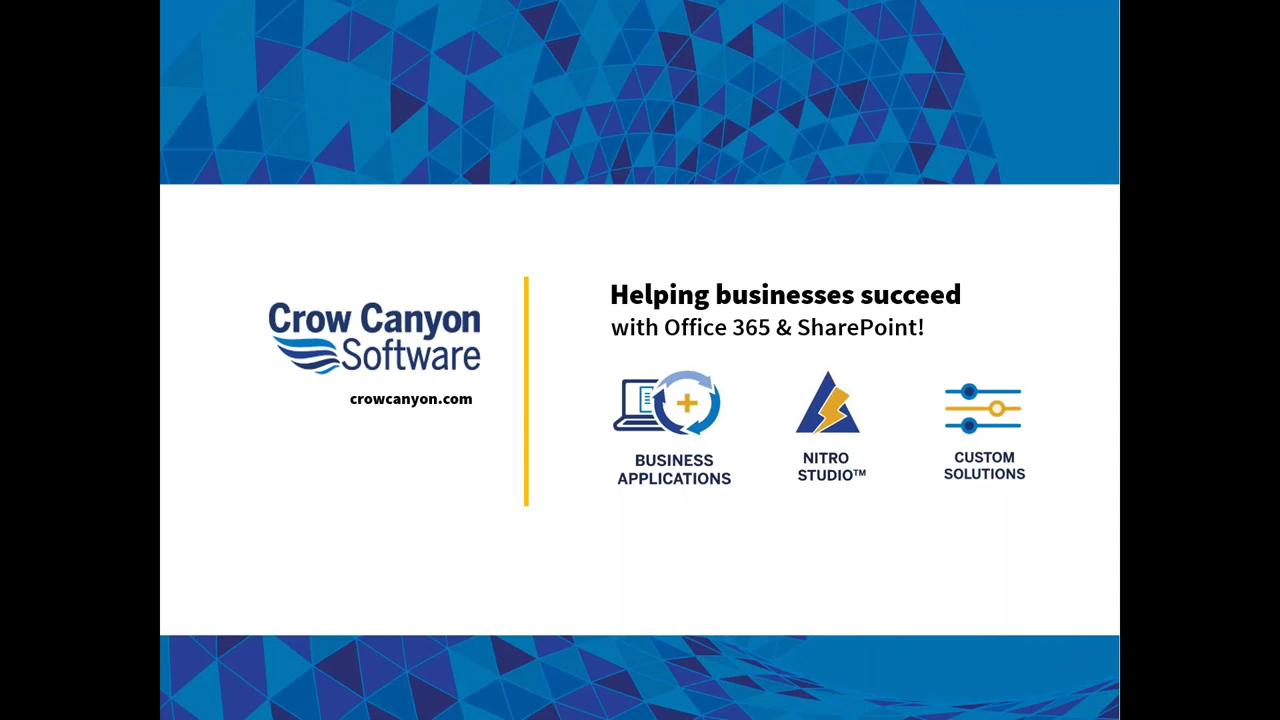 Crow Canyon
Software
crowcanyon.com
Helping businesses succeed
with Office 365 & SharePoint!
BUSINESS
APPLICATIONS
NITRO
STUDIO™
CUSTOM
SOLUTIONS